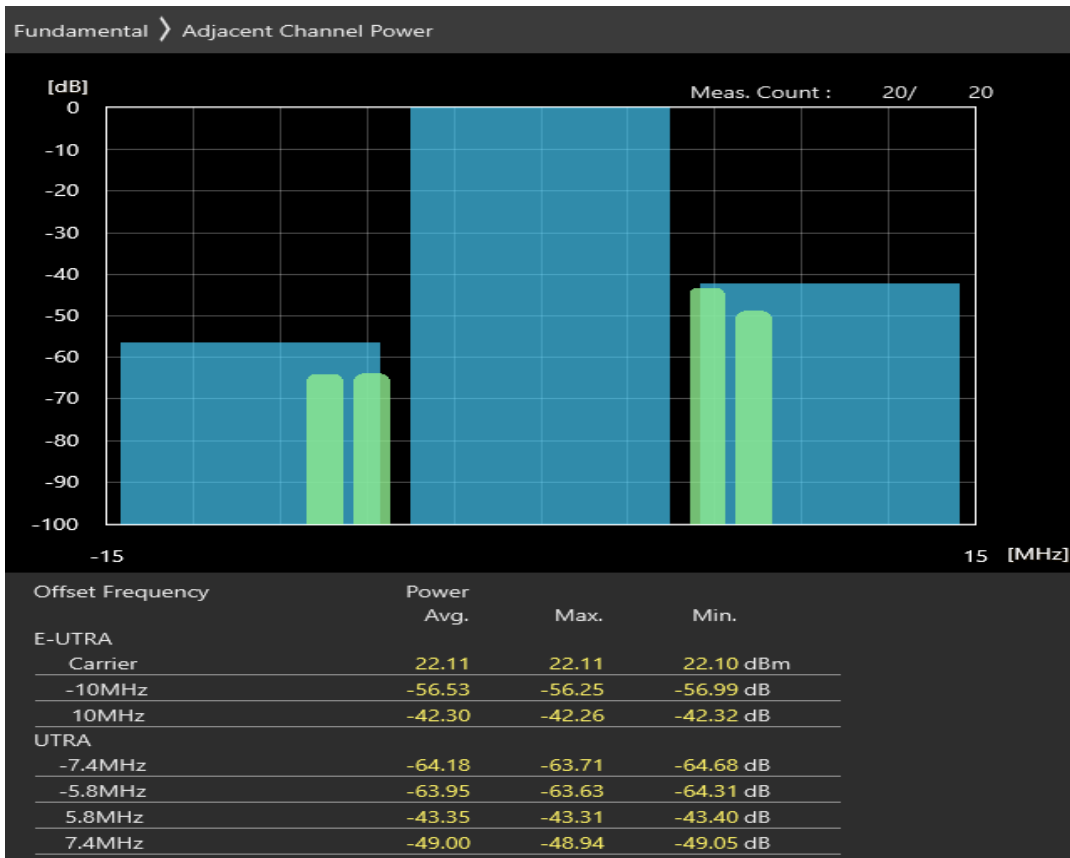 Fundamental 〉 Adjacent Channel Power
[dB]
Meas. Count : 20/ 20
0
-10
-20
-30
-40
-50
-60
-70
-80
-90
-100
-15 15 [MHz]
Offset Frequency Power
Avg. Max. Min.
E-UTRA
Carrier 22.11 22.11 22.10 dBm
-10MHz -56.53 -56.25 -56.99 dB
10MHz -42.30 -42.26 -42.32 dB
UTRA
-7.4MHz -64.18 -63.71 -64.68 dB
-5.8MHz -63.95 -63.63 -64.31 dB
5.8MHz -43.35 -43.31 -43.40 dB
7.4MHz -49.00 -48.94 -49.05 dB